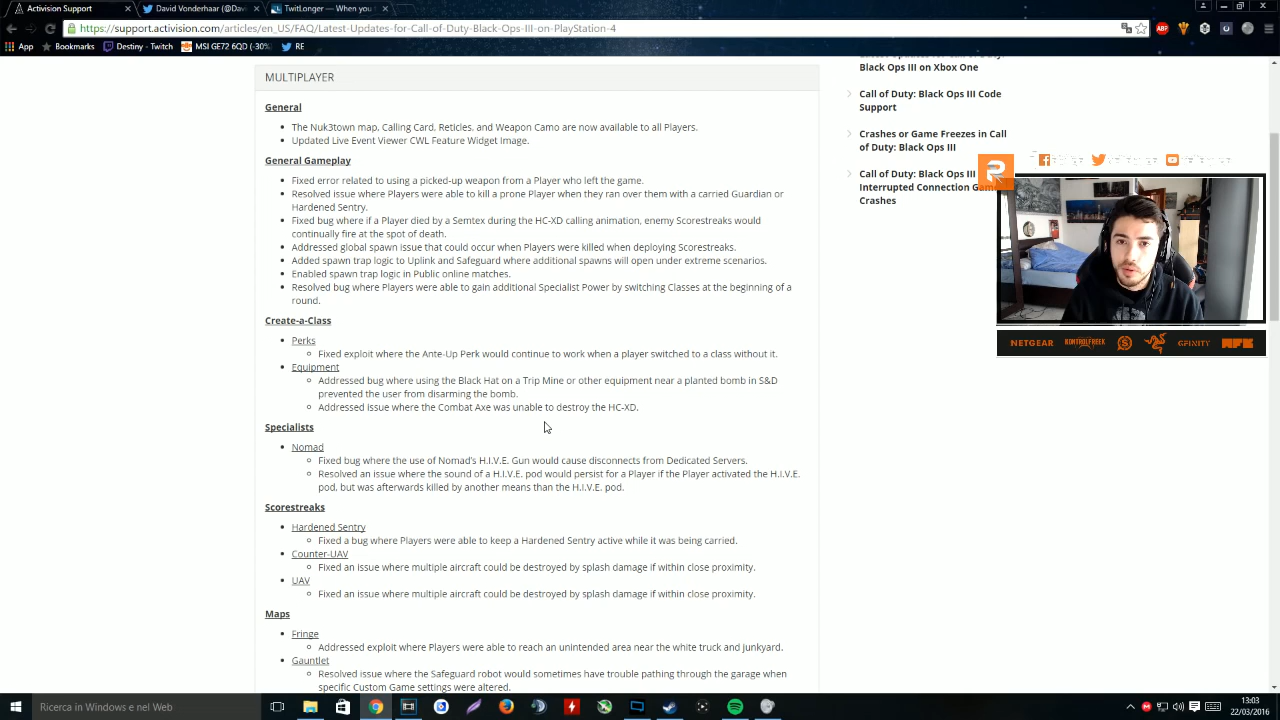 Activision Support
David Vonderhaar (@Da
TwitLonger — When you
https://support.activision.com/articles/en_US/FAQ/Latest-Updates-for-Call-of-Duty-Black-Ops-III-on-PlayStation-4
App
Bookmarks
Destiny - Twitch
MSI GE72 6QD (-30%)
RE
MULTIPLAYER
General
• The Nuk3town map, Calling Card, Reticles, and Weapon Camo are now available to all Players.
• Updated Live Event Viewer CWL Feature Widget Image.
General Gameplay
• Fixed error related to using a picked-up weapon from a Player who left the game.
• Resolved issue where Players were able to kill a prone Player when they ran over them with a carried Guardian or
Hardened Sentry.
• Fixed bug where if a Player died by a Semtex during the HC-XD calling animation, enemy Scorestreaks would
continually fire at the spot of death.
• Addressed global spawn issue that could occur when Players were killed when deploying Scorestreaks.
• Added spawn trap logic to Uplink and Safeguard where additional spawns will open under extreme scenarios.
• Enabled spawn trap logic in Public online matches.
• Resolved bug where Players were able to gain additional Specialist Power by switching Classes at the beginning of a
round.
Create-a-Class
• Perks
○ Fixed exploit where the Ante-Up Perk would continue to work when a player switched to a class without it.
• Equipment
○ Addressed bug where using the Black Hat on a Trip Mine or other equipment near a planted bomb in S&D
prevented the user from disarming the bomb.
○ Addressed issue where the Combat Axe was unable to destroy the HC-XD.
Specialists
• Nomad
○ Fixed bug where the use of Nomad's H.I.V.E. Gun would cause disconnects from Dedicated Servers.
○ Resolved an issue where the sound of a H.I.V.E. pod would persist for a Player if the Player activated the H.I.V.E.
pod, but was afterwards killed by another means than the H.I.V.E. pod.
Scorestreaks
• Hardened Sentry
○ Fixed a bug where Players were able to keep a Hardened Sentry active while it was being carried.
• Counter-UAV
○ Fixed an issue where multiple aircraft could be destroyed by splash damage if within close proximity.
• UAV
○ Fixed an issue where multiple aircraft could be destroyed by splash damage if within close proximity.
Maps
• Fringe
○ Addressed exploit where Players were able to reach an unintended area near the white truck and junkyard.
• Gauntlet
○ Resolved issue where the Safeguard robot would sometimes have trouble pathing through the garage when
specific Custom Game settings were altered.
Black Ops III on Xbox One
Call of Duty: Black Ops III Code
Support
Crashes or Game Freezes in Call
of Duty: Black Ops III
Call of Duty: Black Ops III
Interrupted Connection Gam
Crashes
NETGEAR KONTROLFREEK GFINITY
Ricerca in Windows e nel Web
13:03
22/03/2016